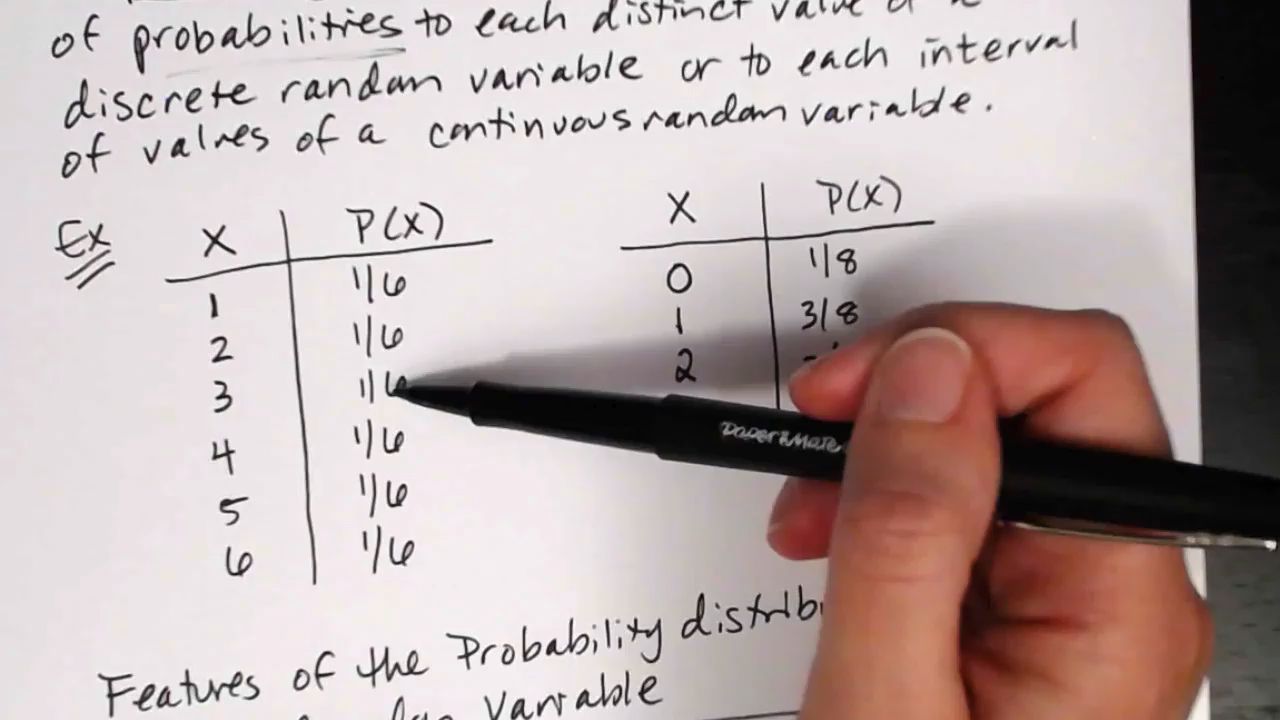 of probabilities to each distinct value of a
discrete random variable or to each interval
of values of a continuous random variable.
Ex X P(X)
1 1/6
2 1/6
3 1/6
4 1/6
5 1/6
6 1/6
X P(X)
0 1/8
1 3/8
2
Paper Mate
Features of the Probability distrib
Variable